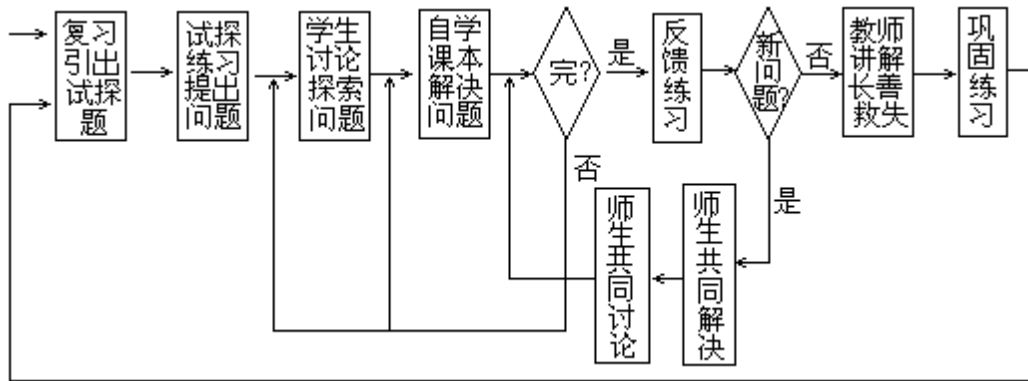 复习
引出
试探
题
试探
练习
提出
问题
学生
讨论
探索
问题
自学
课本
解决
问题
完?
是
反馈练习
新问题?
否
教师
讲解
长善
救失
巩固练习
否
是
师生共同讨论
师生共同解决